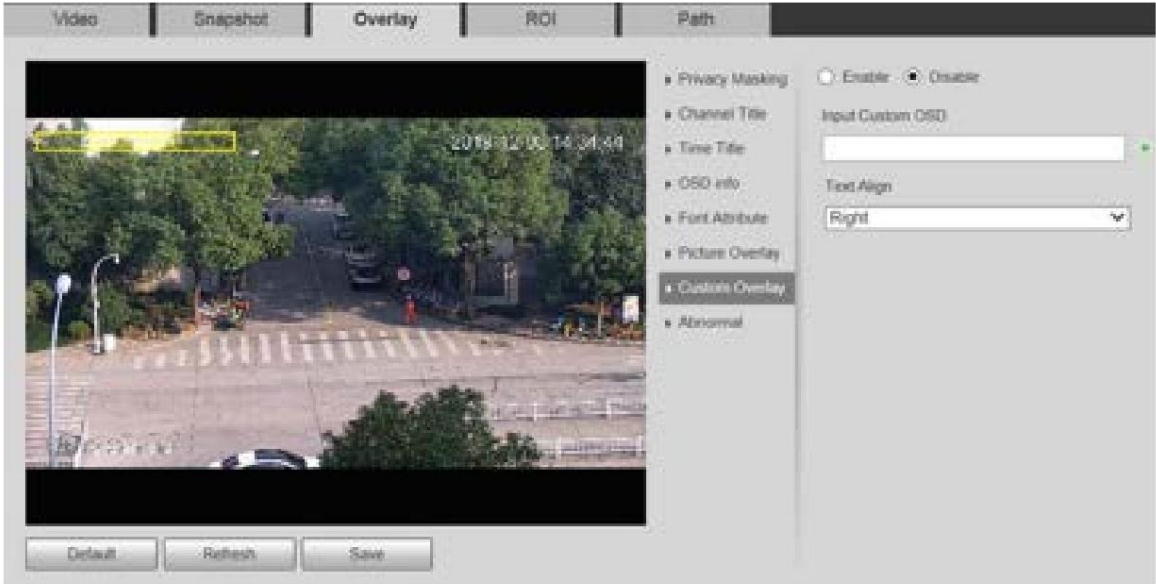 Video Snapshot Overlay ROI Path
Privacy Masking
Channel Title
Time Title
OSD info
Font Attribute
Picture Overlay
Custom Overlay
Abnormal
Enable Disable
Input Custom OSD
Text Align
Right
Default Refresh Save